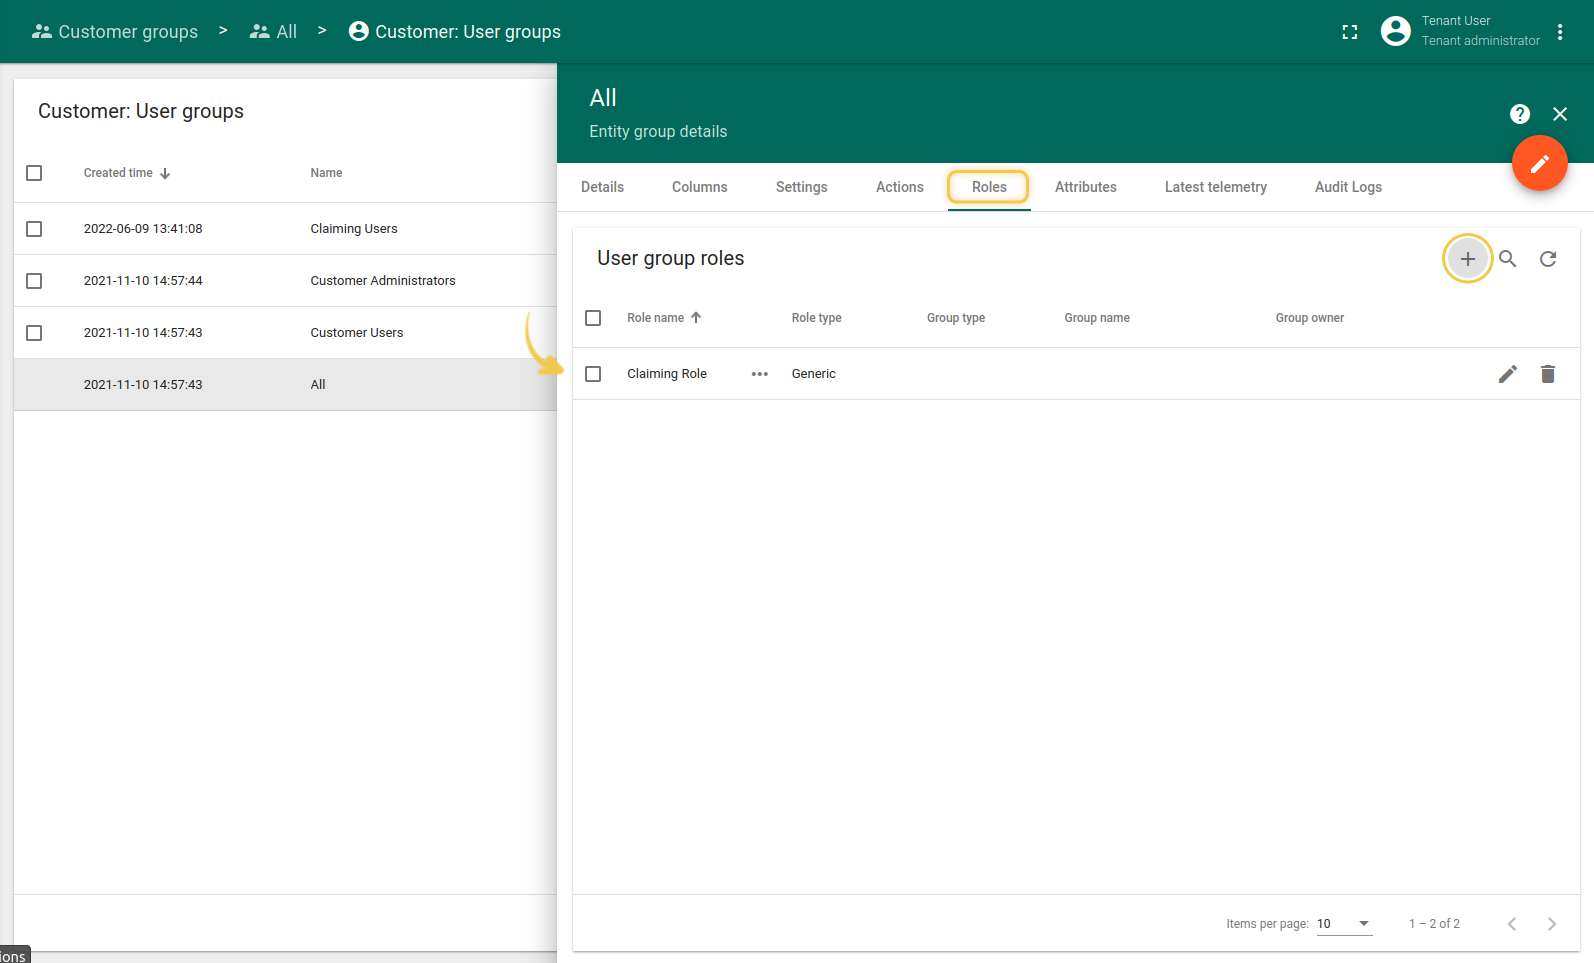 Customer groups > All > Customer: User groups
Tenant User
Tenant administrator
Customer: User groups
Created time Name
2022-06-09 13:41:08 Claiming Users
2021-11-10 14:57:44 Customer Administrators
2021-11-10 14:57:43 Customer Users
2021-11-10 14:57:43 All
ions
All
Entity group details
Details Columns Settings Actions Roles Attributes Latest telemetry Audit Logs
User group roles
Role name Role type Group type Group name Group owner
Claiming Role ••• Generic
Items per page: 10 1 – 2 of 2